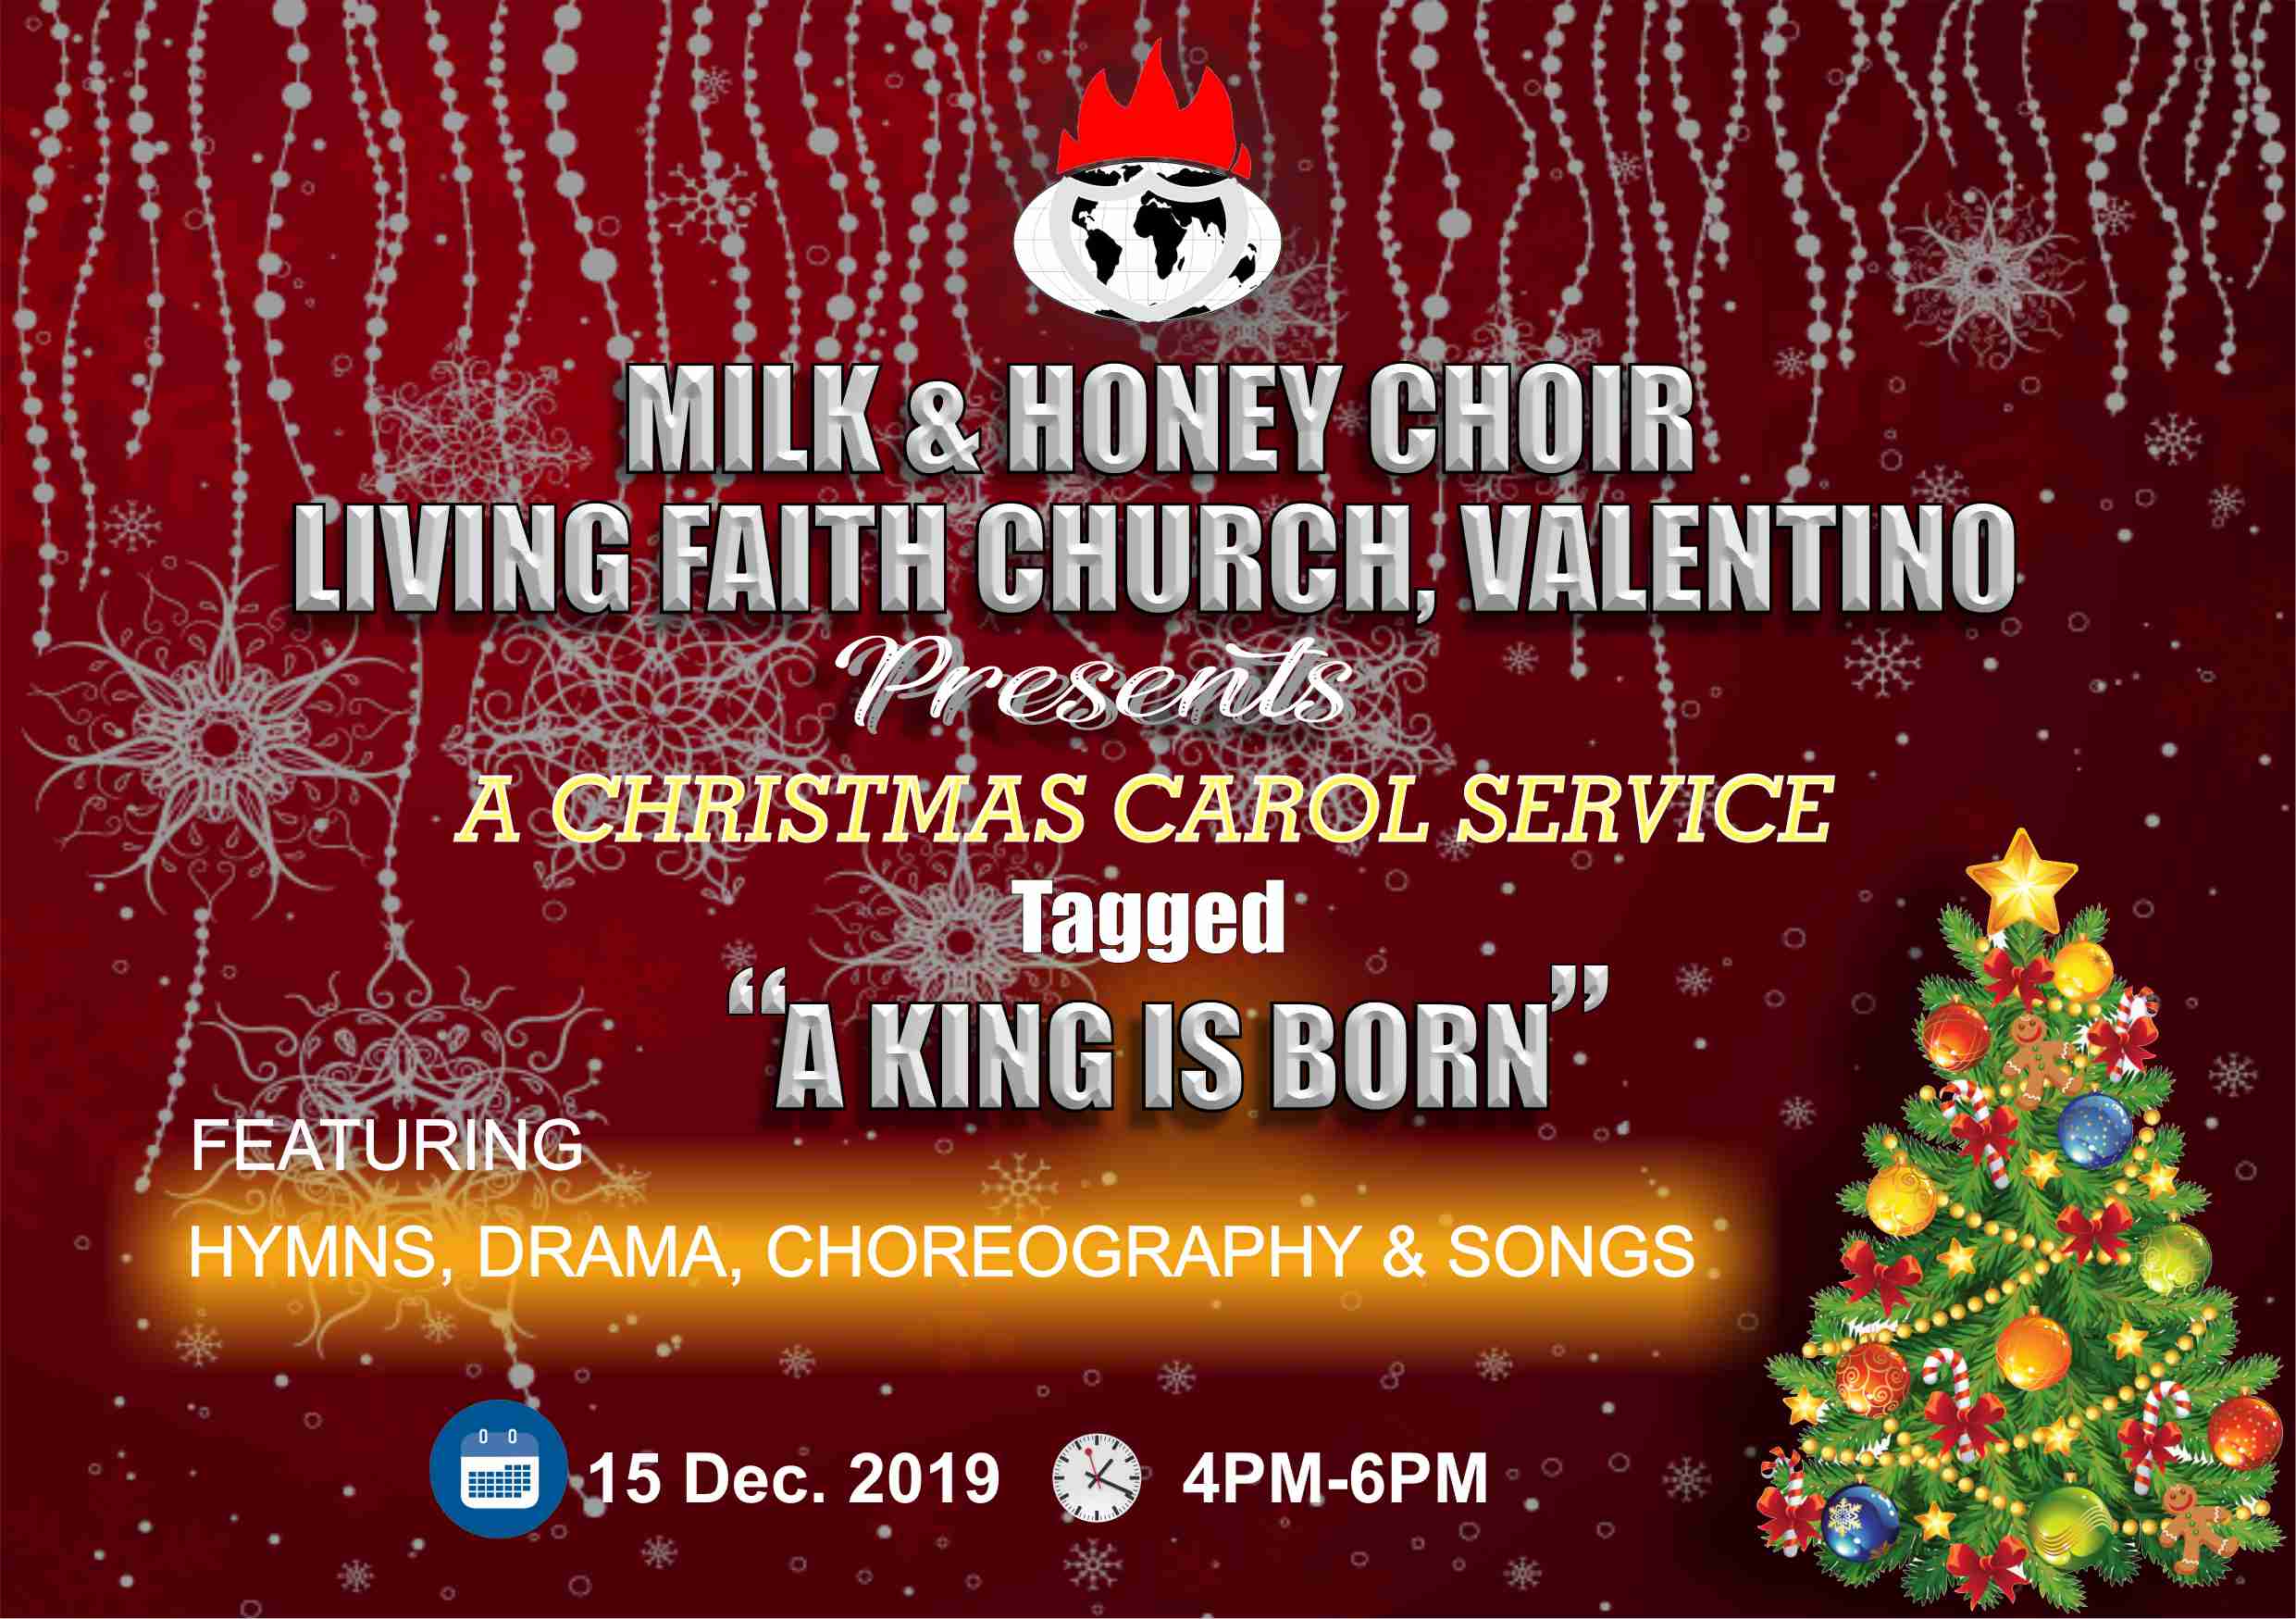 MILK & HONEY CHOIR
LIVING FAITH CHURCH, VALENTINO
Presents
A CHRISTMAS CAROL SERVICE
Tagged
“A KING IS BORN”
FEATURING
HYMNS, DRAMA, CHOREOGRAPHY & SONGS
15 Dec. 2019 4PM-6PM